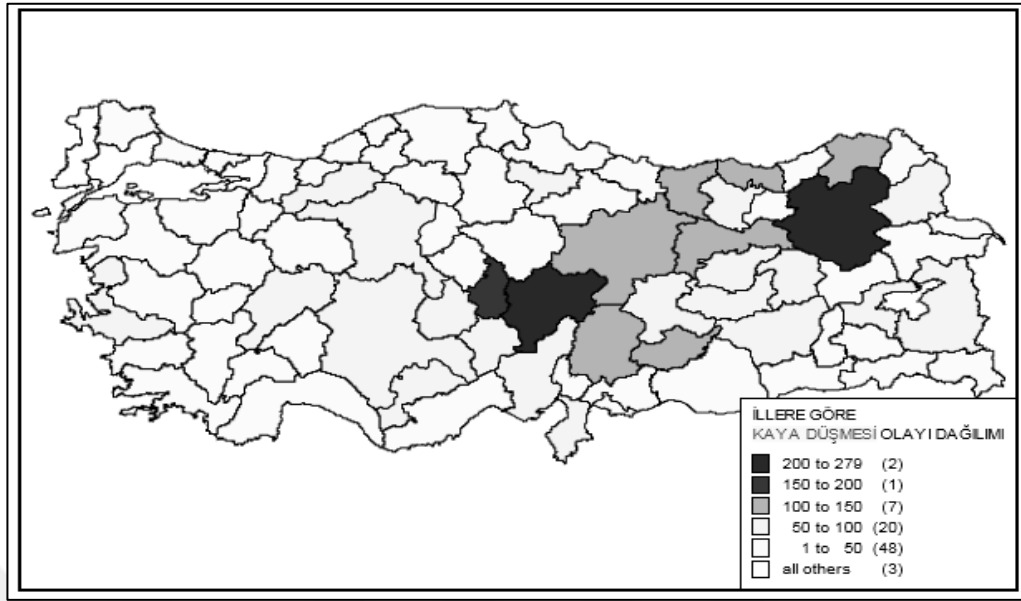 İLLERE GÖRE
KAYA DÜŞMESİ OLAYI DAĞILIMI
200 to 279 (2)
150 to 200 (1)
100 to 150 (7)
50 to 100 (20)
1 to 50 (48)
all others (3)